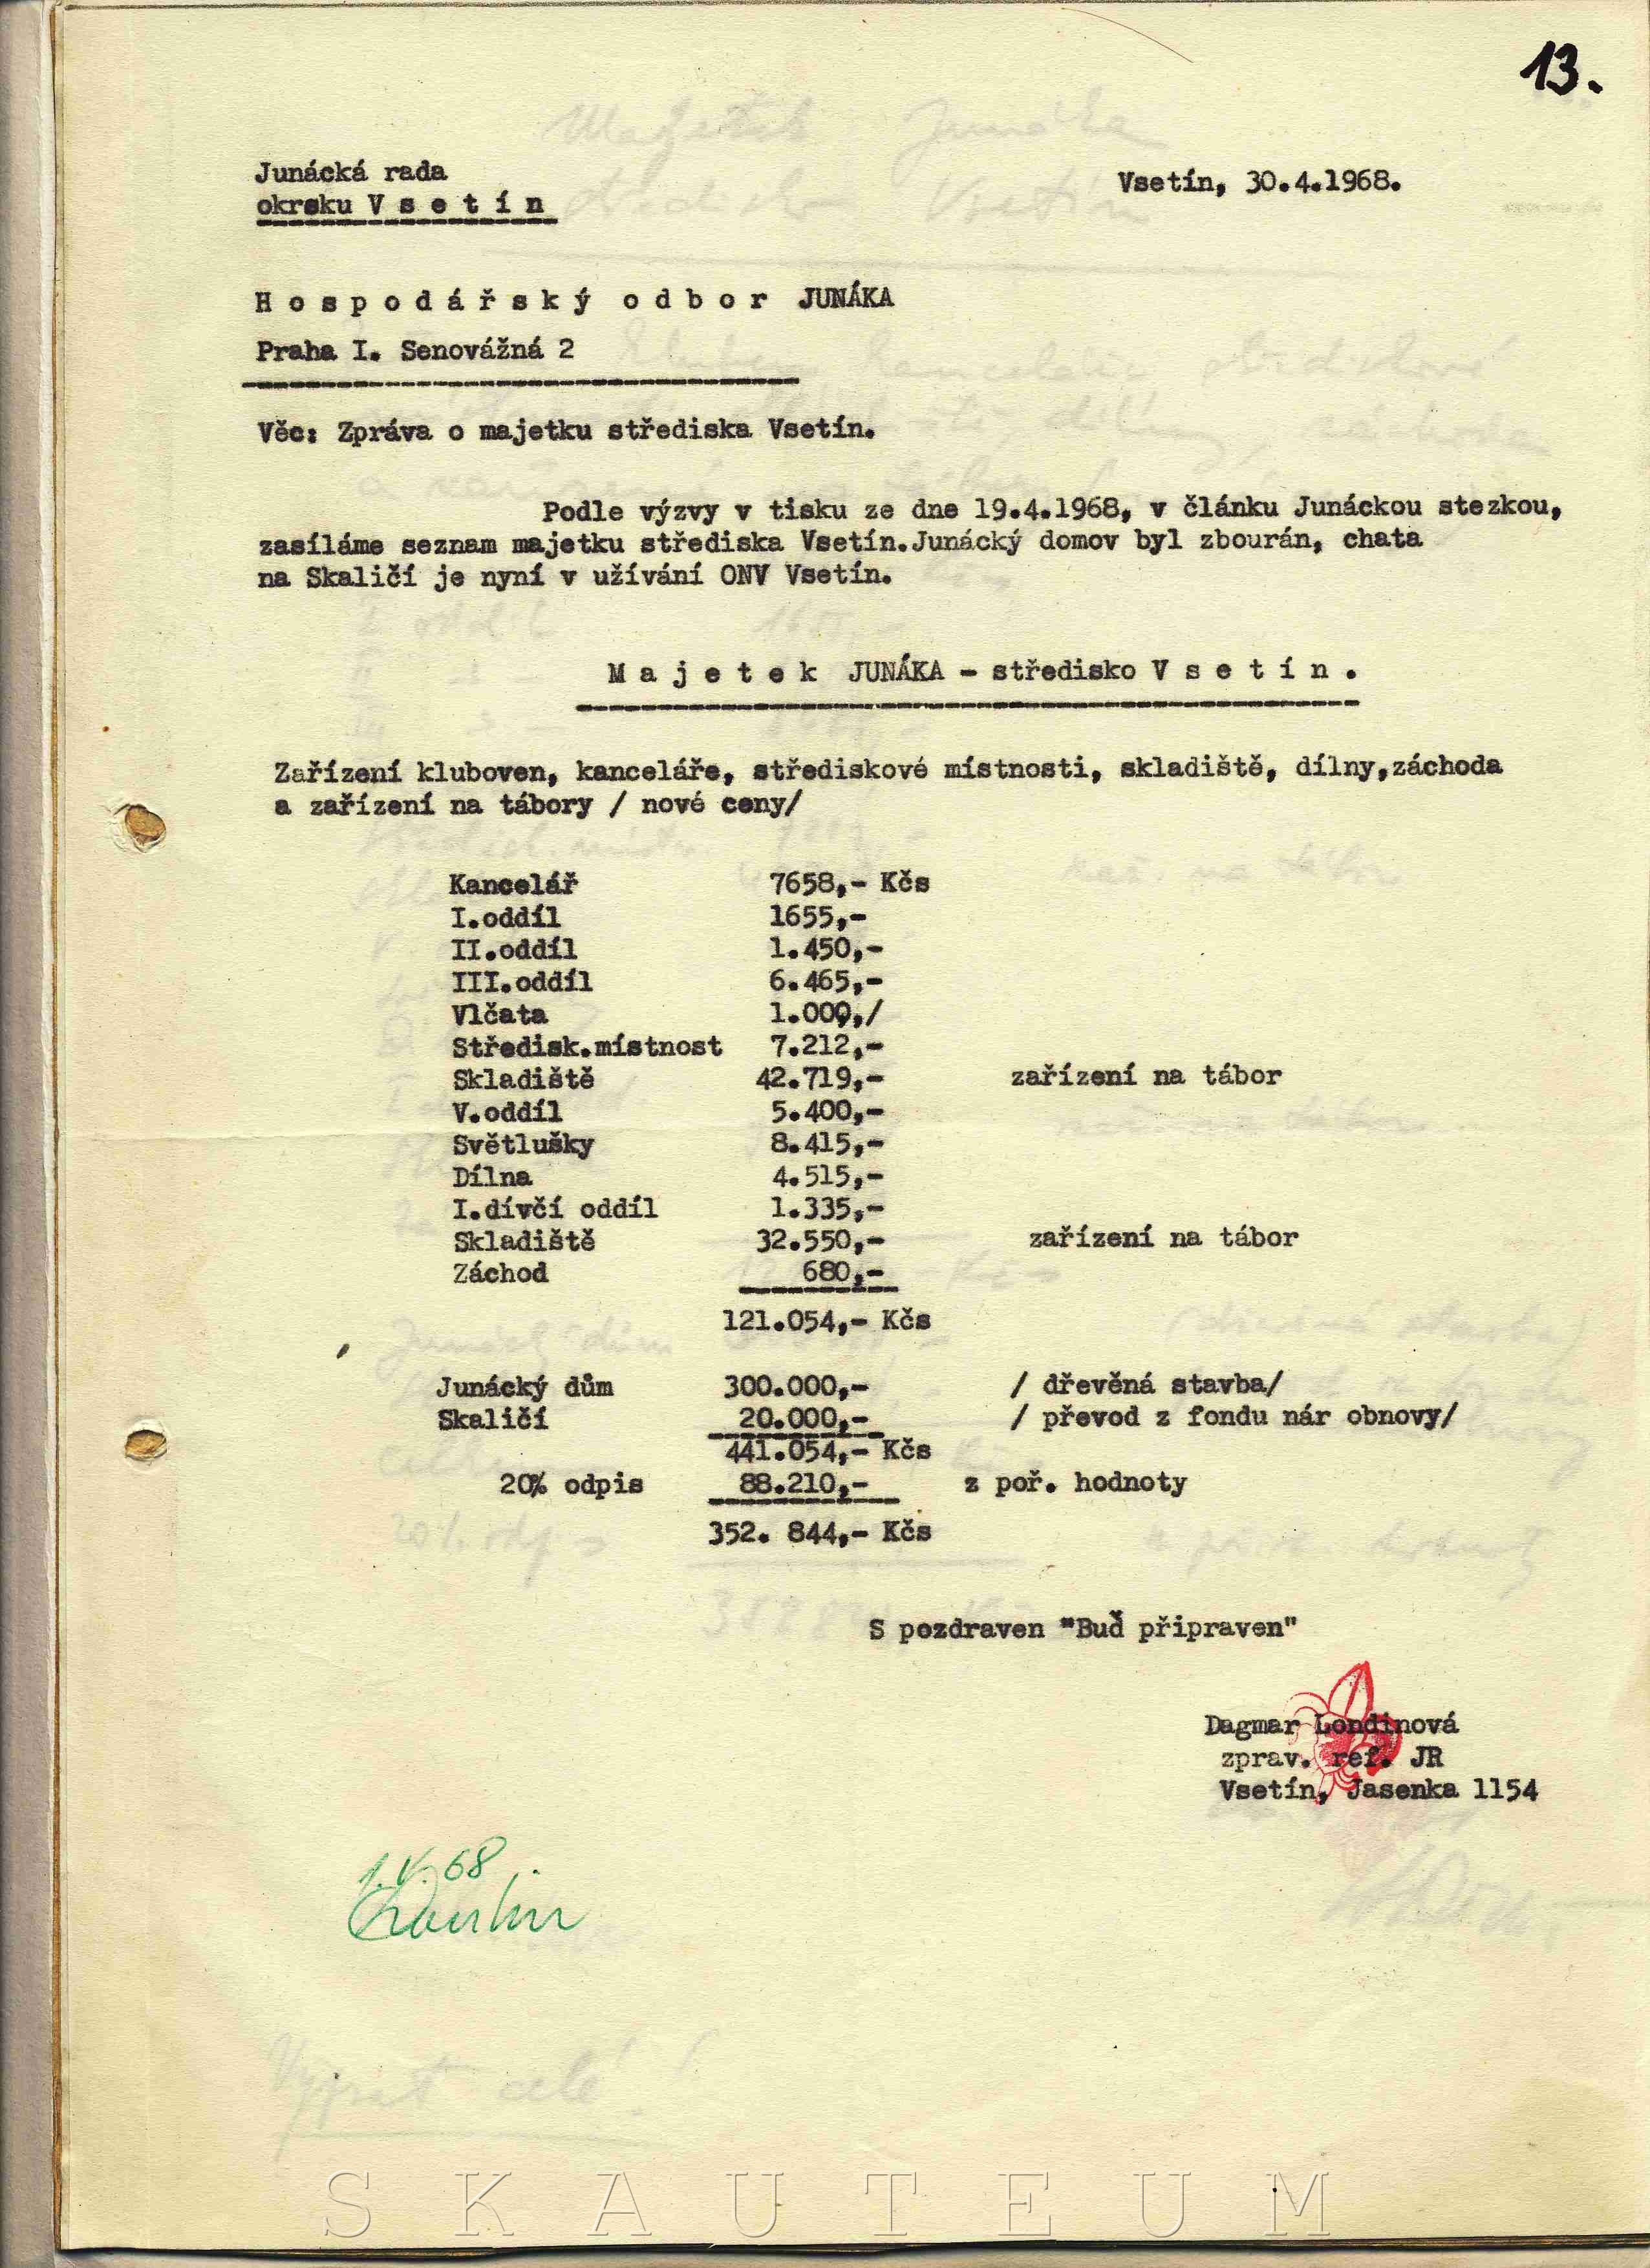 13.
Junácká rada
okrsku V s e t í n
Vsetín, 30.4.1968.
H o s p o d á ř s k ý o d b o r JUNÁKA
Praha I. Senovážná 2
Věc: Zpráva o majetku střediska Vsetín.
Podle výzvy v tisku ze dne 19.4.1968, v článku Junáckou stezkou,
zasíláme seznam majetku střediska Vsetín.Junácký domov byl zbourán, chata
na Skaličí je nyní v užívání ONV Vsetín.
M a j e t e k JUNÁKA - středisko V s e t í n .
Zařízení kluboven, kanceláře, střediskové místnosti, skladiště, dílny,záchoda
a zařízení na tábory / nové ceny/
Kancelář 7658,- Kčs
I.oddíl 1655,-
II.oddíl 1.450,-
III.oddíl 6.465,-
Vlčata 1.000,/
Středisk.místnost 7.212,-
Skladiště 42.719,- zařízení na tábor
V.oddíl 5.400,-
Světlušky 8.415,-
Dílna 4.515,-
I.dívčí oddíl 1.335,-
Skladiště 32.550,- zařízení na tábor
Záchod 680,-
121.054,- Kčs
Junácký dům 300.000,- / dřevěná stavba/
Skaličí 20.000,- / převod z fondu nár obnovy/
441.054,- Kčs
20% odpis 88.210,- z poř. hodnoty
352. 844,- Kčs
S pozdraven "Buď připraven"
Dagmar Londinová
zprav. ref. JR
Vsetín, Jasenka 1154
1.V.68
Vypsat celé!
SKAUTEUM